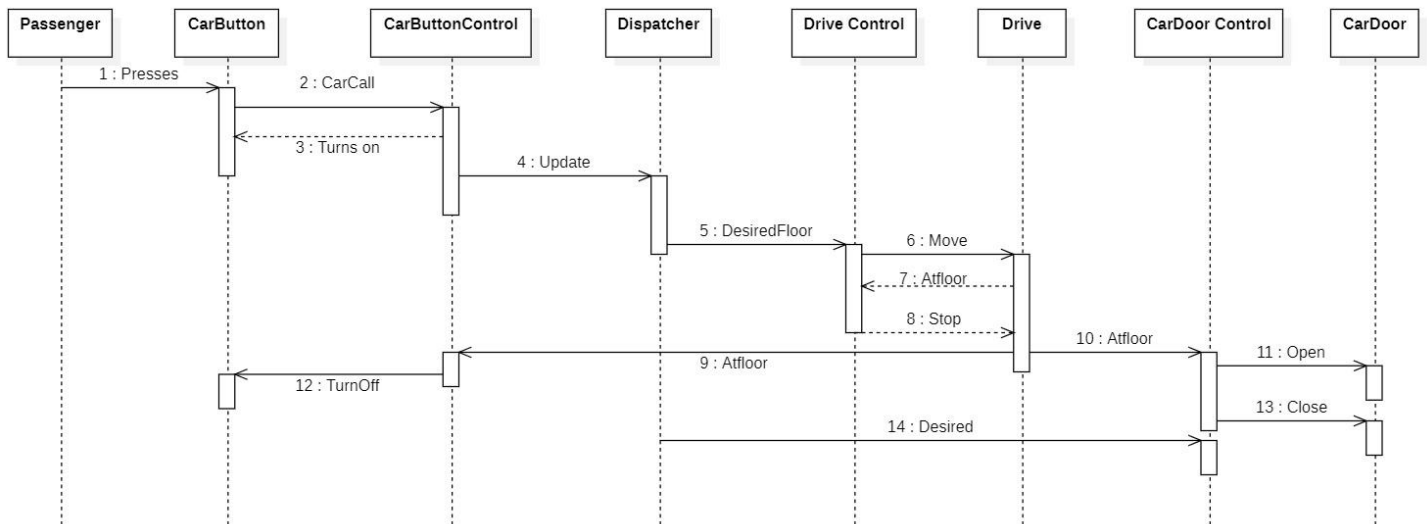 Passenger
CarButton
CarButtonControl
Dispatcher
Drive Control
Drive
CarDoor Control
CarDoor
1 : Presses
2 : CarCall
3 : Turns on
4 : Update
5 : DesiredFloor
6 : Move
7 : Atfloor
8 : Stop
9 : Atfloor
10 : Atfloor
11 : Open
12 : TurnOff
13 : Close
14 : Desired